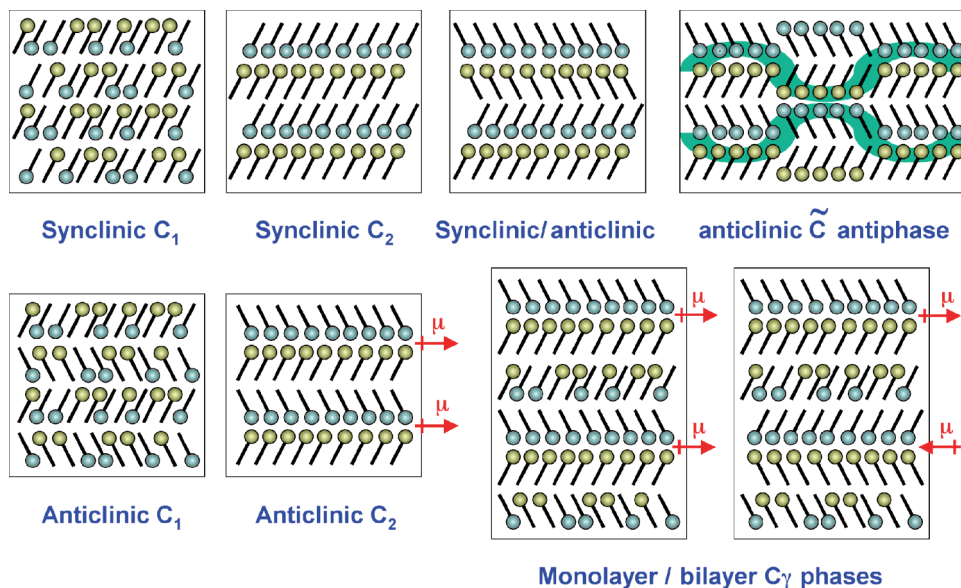 Synclinic C₁
Synclinic C₂
Synclinic/anticlinic
anticlinic C̃ antiphase
μ
μ
μ
μ
μ
μ
Anticlinic C₁
Anticlinic C₂
Monolayer / bilayer Cγ phases